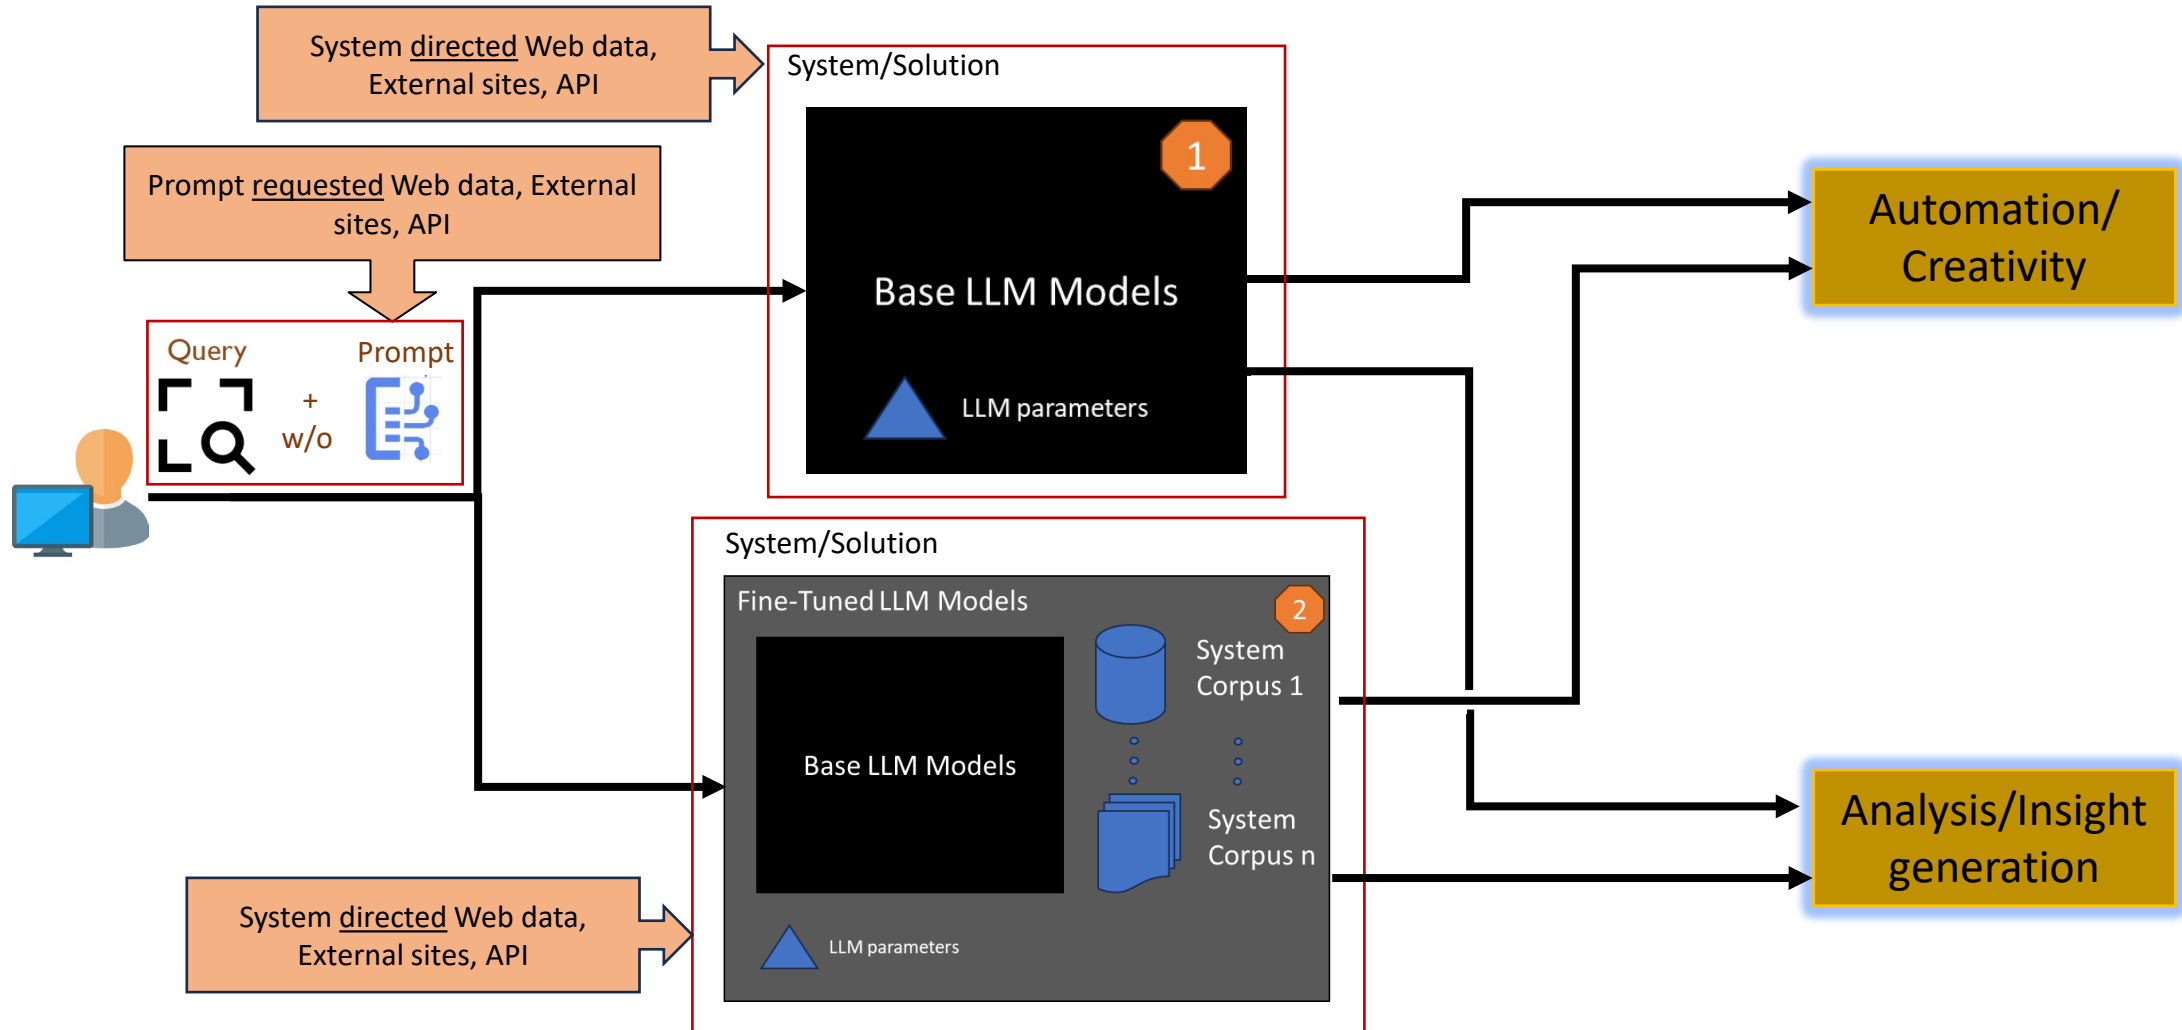 System directed Web data,
External sites, API
System/Solution
1
Prompt requested Web data, External
sites, API
Base LLM Models
LLM parameters
Automation/
Creativity
Query
Prompt
+
w/o
System/Solution
Fine-Tuned LLM Models
2
System
Corpus 1
Base LLM Models
System
Corpus n
LLM parameters
Analysis/Insight
generation
System directed Web data,
External sites, API